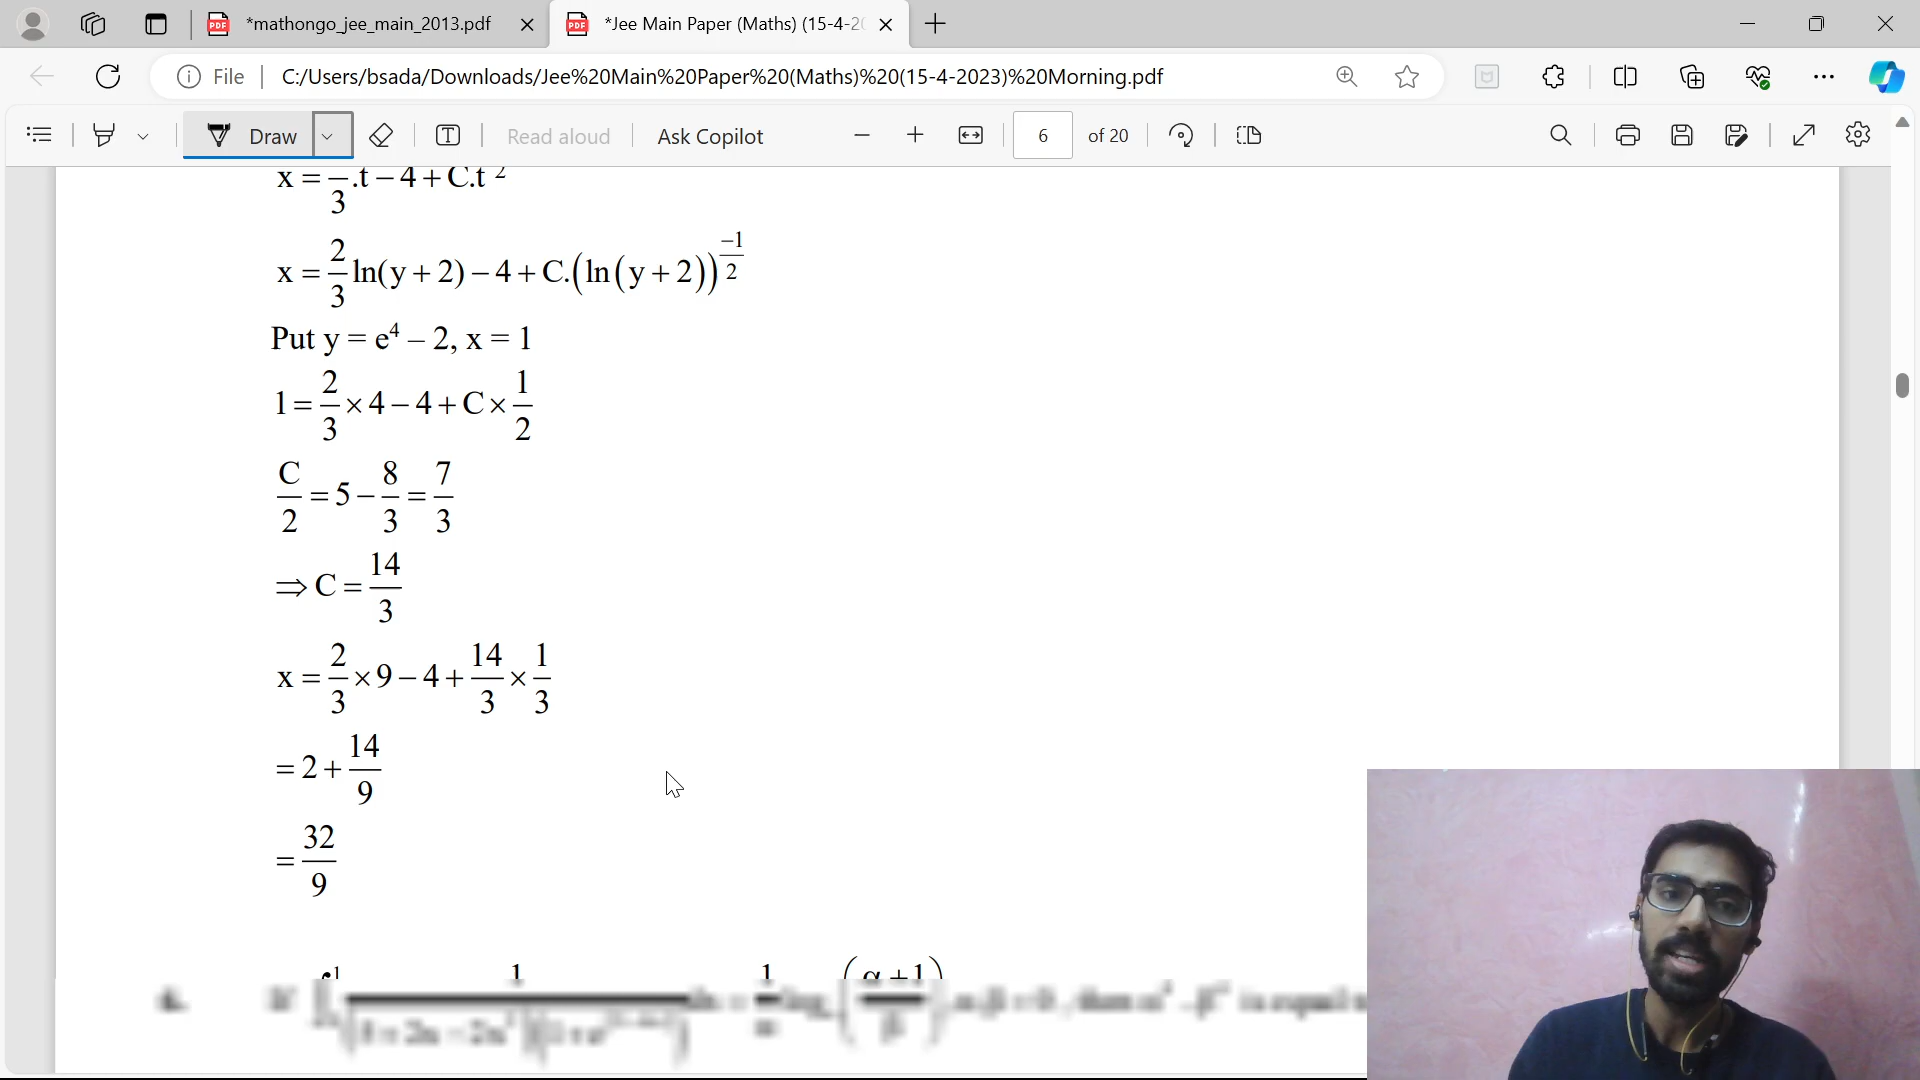 *mathongo_jee_main_2013.pdf
*Jee Main Paper (Maths) (15-4-20
File
C:/Users/bsada/Downloads/Jee%20Main%20Paper%20(Maths)%20(15-4-2023)%20Morning.pdf
Draw
Read aloud
Ask Copilot
6
of 20
x = —/3 .t − 4 + C.t 2
x = 2/3 ln(y + 2) − 4 + C.(ln(y + 2))^(−1/2)
Put y = e⁴ – 2, x = 1
1 = 2/3 × 4 − 4 + C × 1/2
C/2 = 5 − 8/3 = 7/3
⇒ C = 14/3
x = 2/3 × 9 − 4 + 14/3 × 1/3
= 2 + 14/9
= 32/9